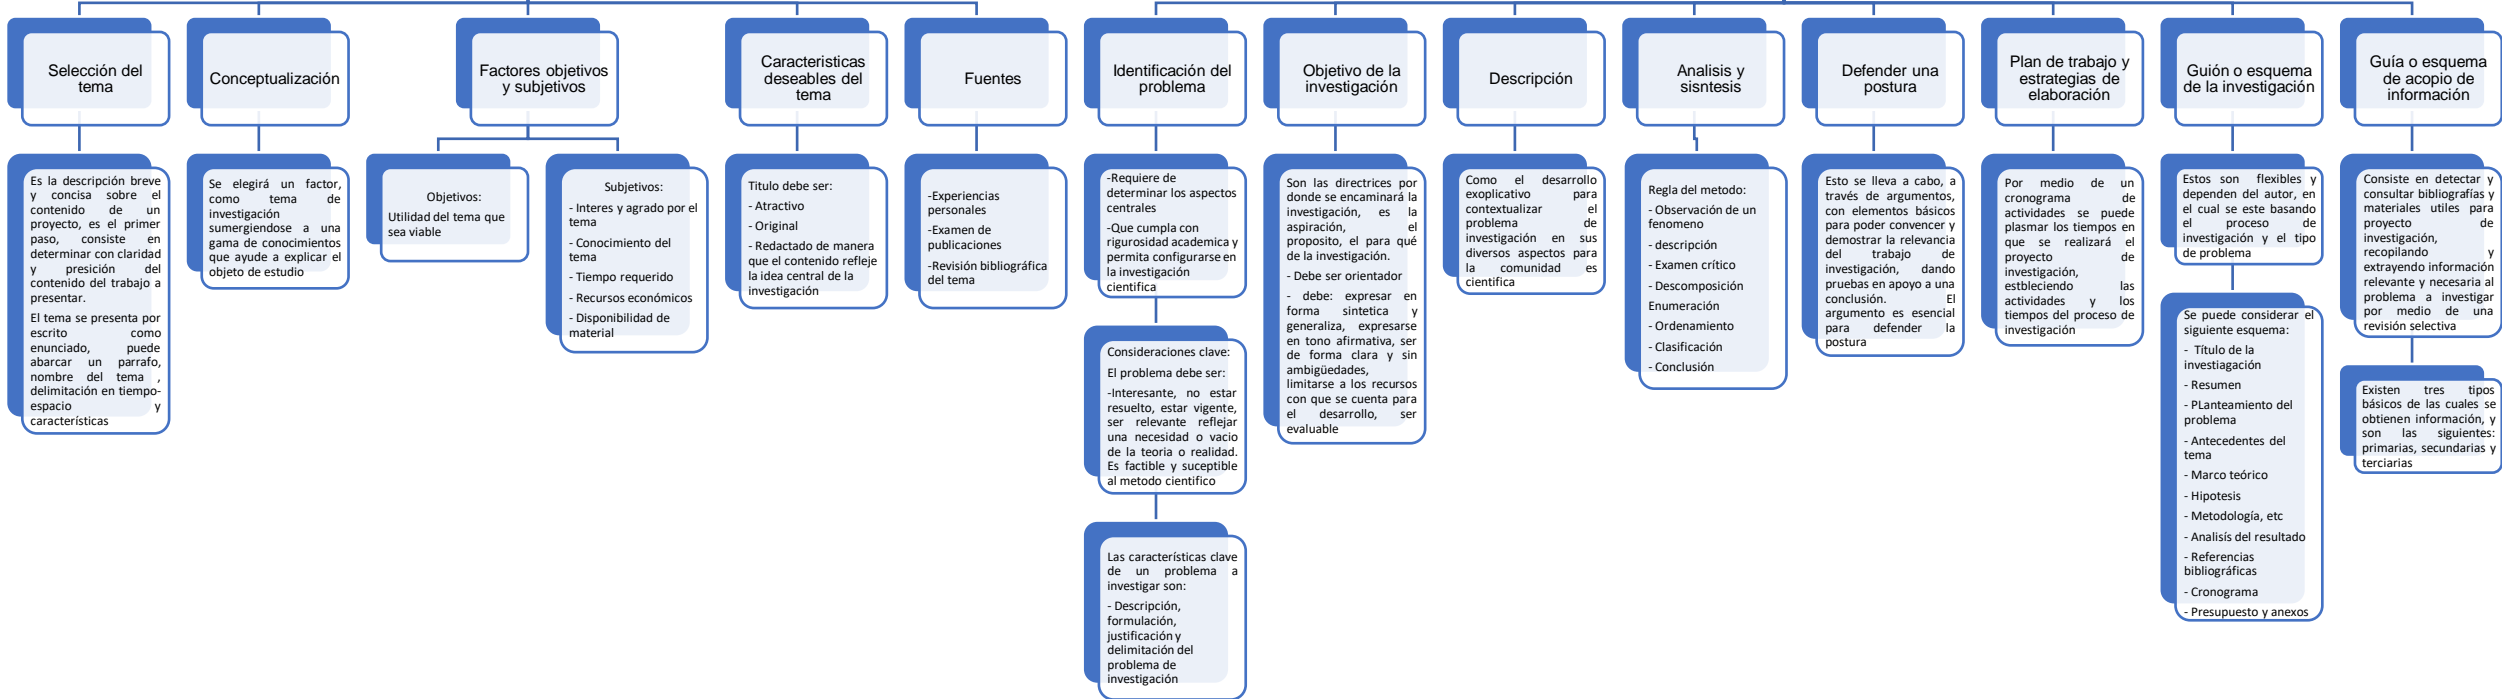 Selección del
tema
Conceptualización
Factores objetivos
y subjetivos
Caracteristicas
deseables del
tema
Fuentes
Identificación del
problema
Objetivo de la
investigación
Descripción
Analisis y
sisntesis
Defender una
postura
Plan de trabajo y
estrategias de
elaboración
Guión o esquema
de la investigación
Guía o esquema
de acopio de
información
Es la descripción breve
y concisa sobre el
contenido de un
proyecto, es el primer
paso, consiste en
determinar con claridad
y presición del
contenido del trabajo a
presentar.
El tema se presenta por
escrito como
enunciado, puede
abarcar un parrafo,
nombre del tema ,
delimitación en tiempo-
espacio y
características
Se elegirá un factor,
como tema de
investigación
sumergiendose a una
gama de conocimientos
que ayude a explicar el
objeto de estudio
Objetivos:
Utilidad del tema que
sea viable
Subjetivos:
- Interes y agrado por el
tema
- Conocimiento del
tema
- Tiempo requerido
- Recursos económicos
- Disponibilidad de
material
Titulo debe ser:
- Atractivo
- Original
- Redactado de manera
que el contenido refleje
la idea central de la
investigación
-Experiencias
personales
-Examen de
publicaciones
-Revisión bibliográfica
del tema
-Requiere de
determinar los aspectos
centrales
-Que cumpla con
rigurosidad academica y
permita configurarse en
la investigación
cientifica
Consideraciones clave:
El problema debe ser:
-Interesante, no estar
resuelto, estar vigente,
ser relevante reflejar
una necesidad o vacio
de la teoria o realidad.
Es factible y suceptible
al metodo cientifico
Las características clave
de un problema a
investigar son:
- Descripción,
formulación,
justificación y
delimitación del
problema de
investigación
Son las directrices por
donde se encaminará la
investigación, es la
aspiración, el
proposito, el para qué
de la investigación.
- Debe ser orientador
- debe: expresar en
forma sintetica y
generaliza, expresarse
en tono afirmativa, ser
de forma clara y sin
ambigüedades,
limitarse a los recursos
con que se cuenta para
el desarrollo, ser
evaluable
Como el desarrollo
exoplicativo para
contextualizar el
problema de
investigación en sus
diversos aspectos para
la comunidad es
cientifica
Regla del metodo:
- Observación de un
fenomeno
- descripción
- Examen crítico
- Descomposición
Enumeración
- Ordenamiento
- Clasificación
- Conclusión
Esto se lleva a cabo, a
través de argumentos,
con elementos básicos
para poder convencer y
demostrar la relevancia
del trabajo de
investigación, dando
pruebas en apoyo a una
conclusión. El
argumento es esencial
para defender la
postura
Por medio de un
cronograma de
actividades se puede
plasmar los tiempos en
que se realizará el
proyecto de
investigación,
estbleciendo las
actividades y los
tiempos del proceso de
investigación
Estos son flexibles y
dependen del autor, en
el cual se este basando
el proceso de
investigación y el tipo
de problema
Se puede considerar el
siguiente esquema:
- Título de la
investiagación
- Resumen
- PLanteamiento del
problema
- Antecedentes del
tema
- Marco teórico
- Hipotesis
- Metodología, etc
- Analisís del resultado
- Referencias
bibliográficas
- Cronograma
- Presupuesto y anexos
Consiste en detectar y
consultar bibliografías y
materiales utiles para
proyecto de
investigación,
recopilando y
extrayendo información
relevante y necesaria al
problema a investigar
por medio de una
revisión selectiva
Existen tres tipos
básicos de las cuales se
obtienen información, y
son las siguientes:
primarias, secundarias y
terciarias